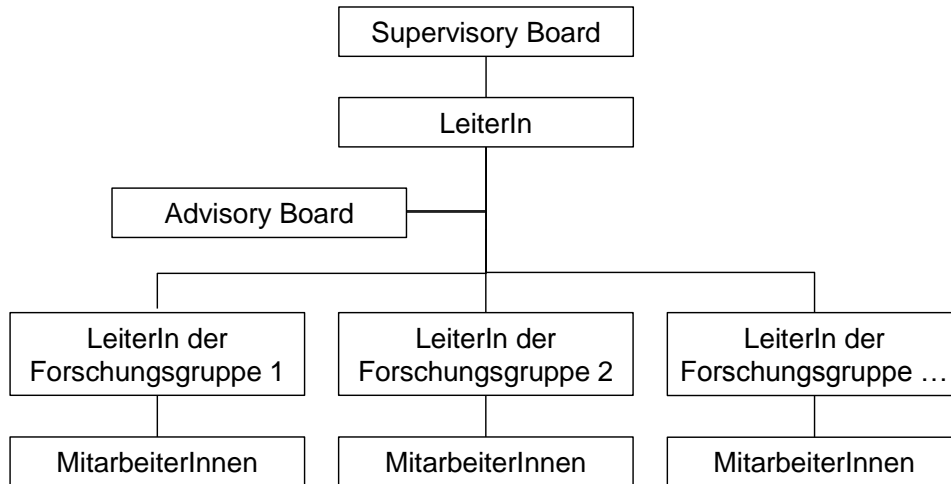 Supervisory Board
LeiterIn
Advisory Board
LeiterIn der
Forschungsgruppe 1
LeiterIn der
Forschungsgruppe 2
LeiterIn der
Forschungsgruppe …
MitarbeiterInnen
MitarbeiterInnen
MitarbeiterInnen